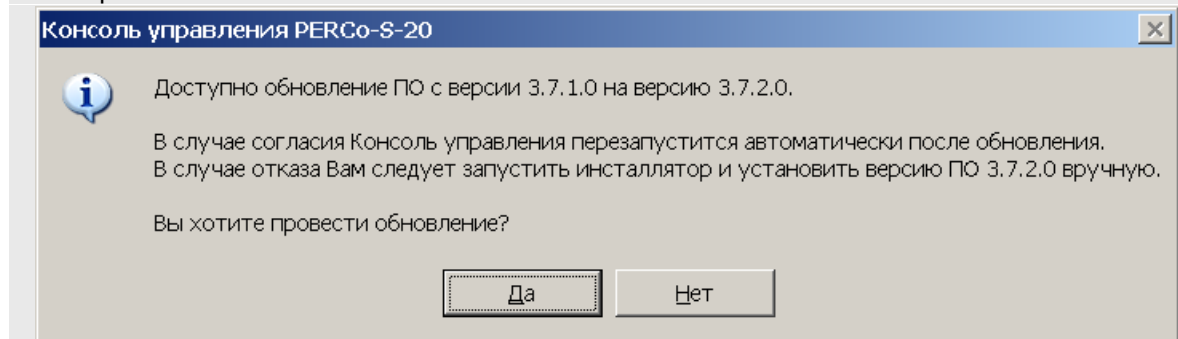 Консоль управления PERCo-S-20
Доступно обновление ПО с версии 3.7.1.0 на версию 3.7.2.0.
В случае согласия Консоль управления перезапустится автоматически после обновления.
В случае отказа Вам следует запустить инсталлятор и установить версию ПО 3.7.2.0 вручную.
Вы хотите провести обновление?
Да
Нет